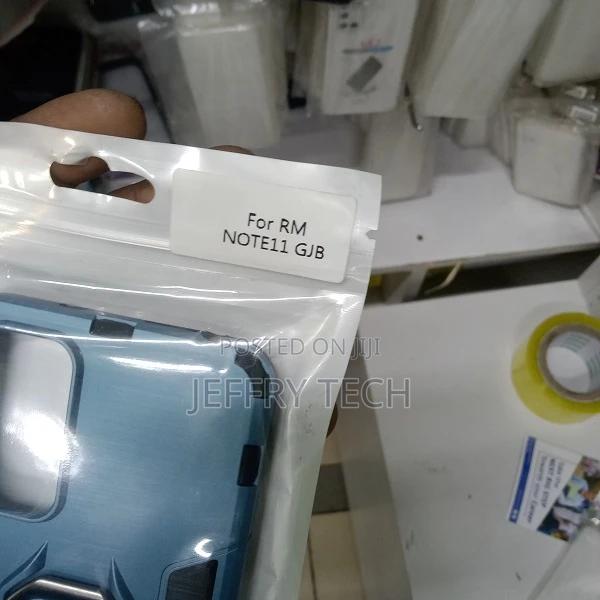 For RM
NOTE11 GJB
POSTED ON JIJI
JEFFRY TECH